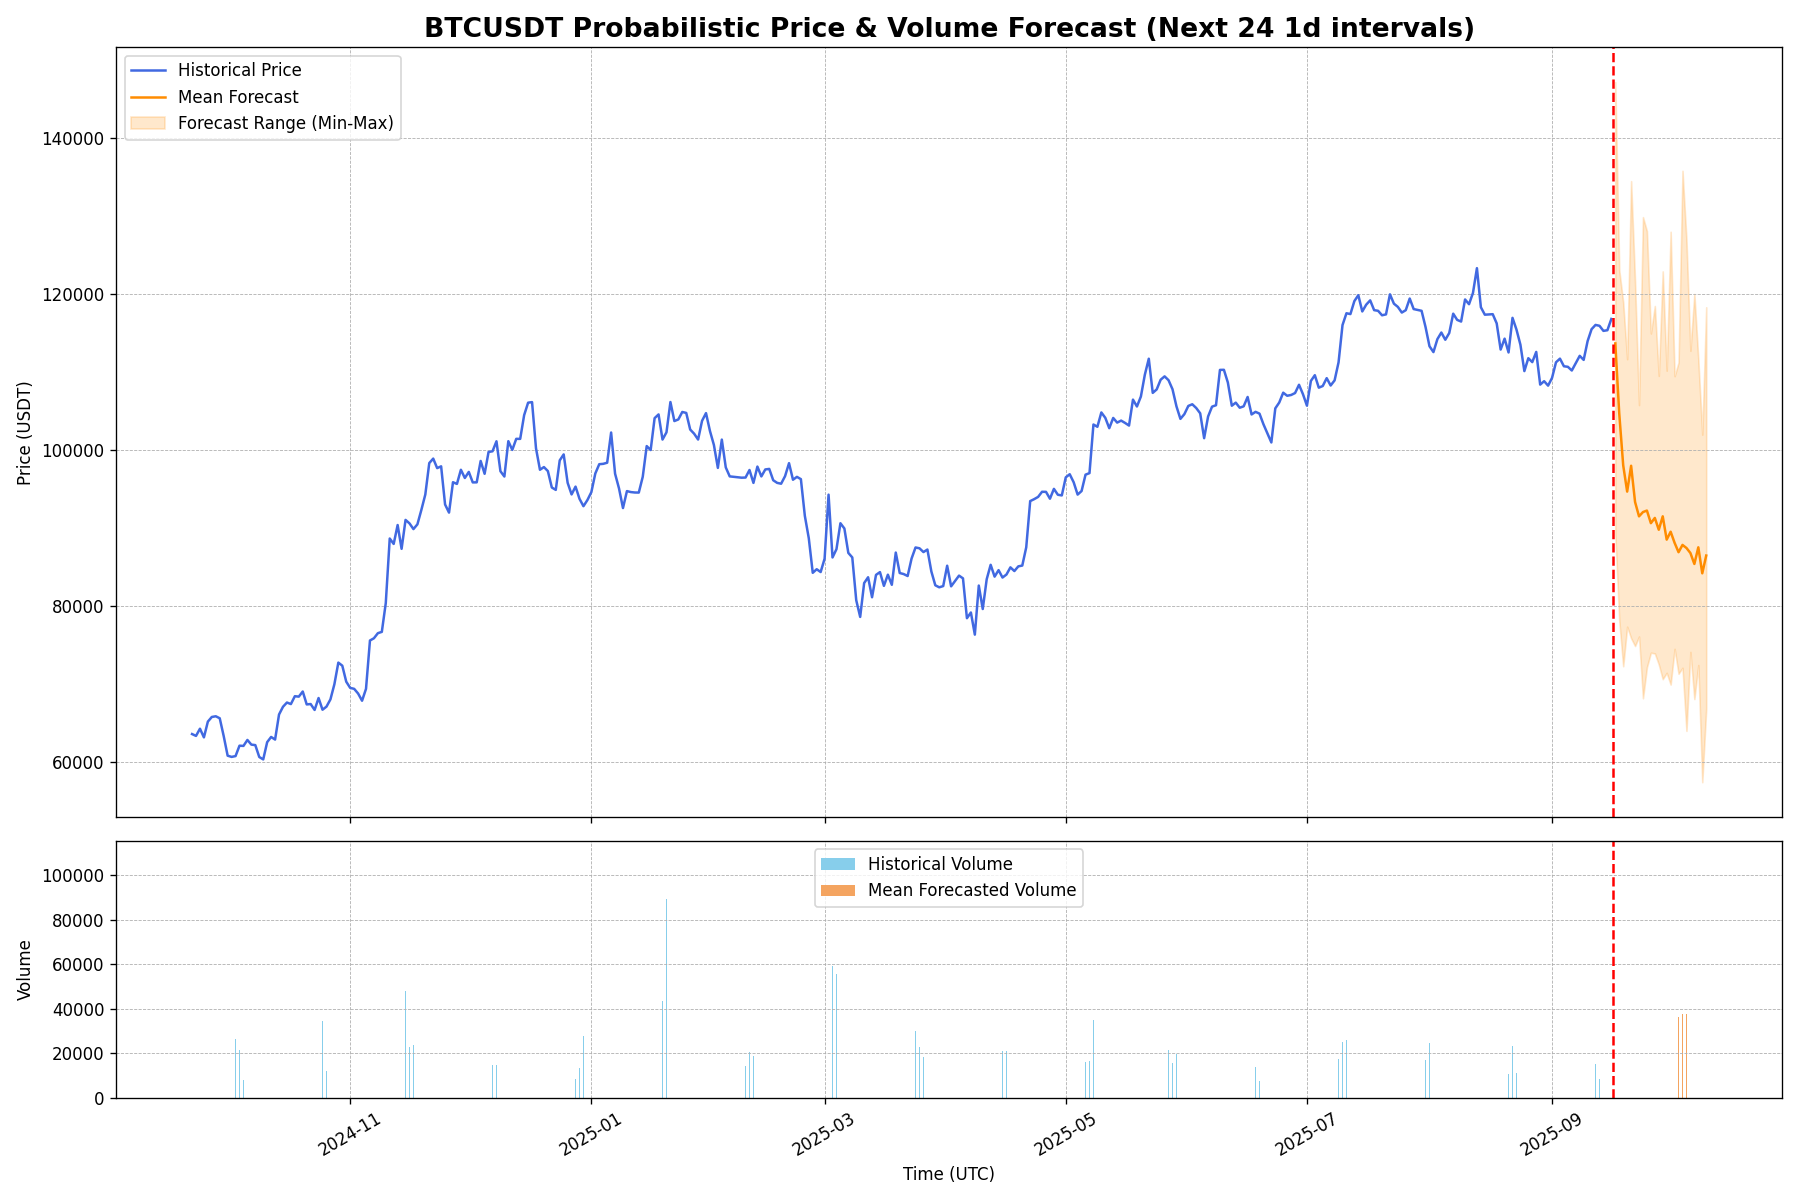 BTCUSDT Probabilistic Price & Volume Forecast (Next 24 1d intervals)
Historical Price
Mean Forecast
Forecast Range (Min-Max)
140000
120000
100000
80000
60000
Price (USDT)
Historical Volume
Mean Forecasted Volume
100000
80000
60000
40000
20000
0
Volume
2024-11
2025-01
2025-03
2025-05
2025-07
2025-09
Time (UTC)